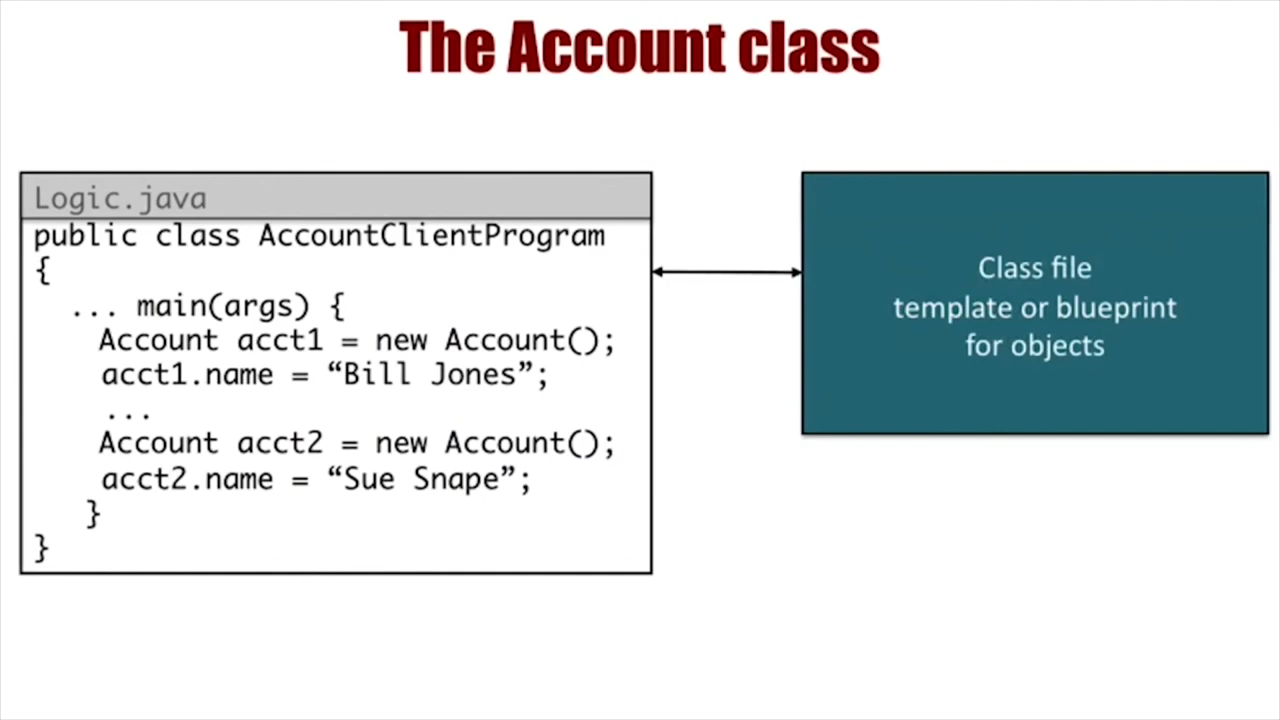 The Account class
Logic.java
public class AccountClientProgram
{
... main(args) {
Account acct1 = new Account();
acct1.name = “Bill Jones”;
...
Account acct2 = new Account();
acct2.name = “Sue Snape”;
}
}
Class file
template or blueprint
for objects